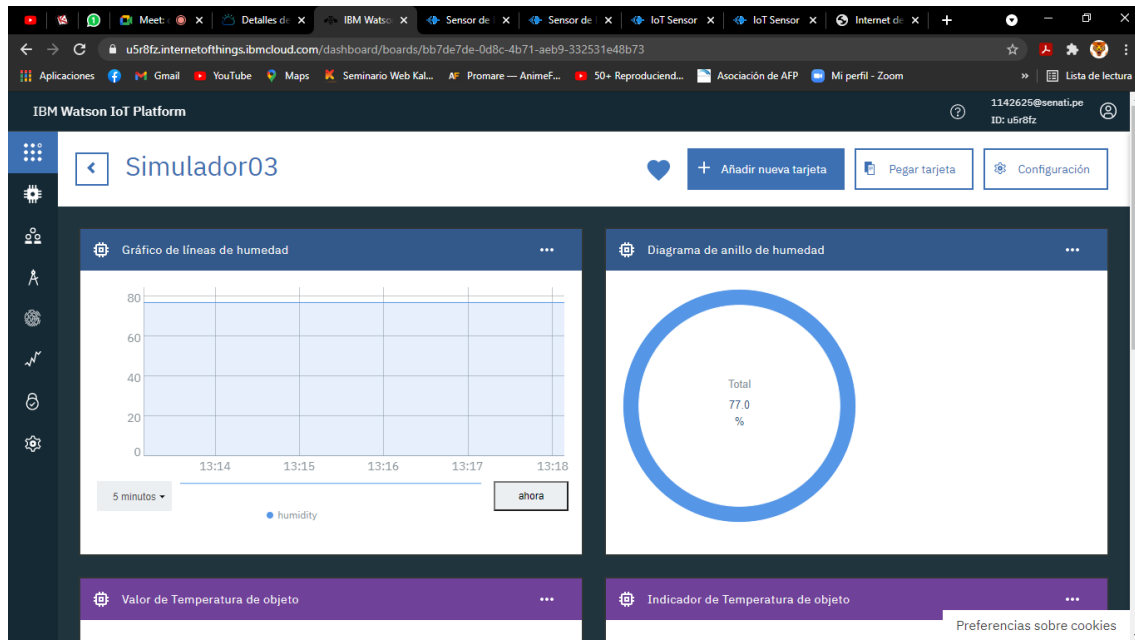 Meet:
Detalles de
IBM Watso
Sensor de
Sensor de
IoT Sensor
IoT Sensor
Internet de
u5r8fz.internetofthings.ibmcloud.com/dashboard/boards/bb7de7de-0d8c-4b71-aeb9-332531e48b73
Aplicaciones
Gmail
YouTube
Maps
Seminario Web Kal...
AF Promare — AnimeF...
50+ Reproduciend...
Asociación de AFP
Mi perfil - Zoom
»
Lista de lectura
IBM Watson IoT Platform
1142625@senati.pe
ID: u5r8fz
Simulador03
+ Añadir nueva tarjeta
Pegar tarjeta
Configuración
Gráfico de líneas de humedad
Diagrama de anillo de humedad
80
60
40
20
0
13:14 13:15 13:16 13:17 13:18
5 minutos
ahora
humidity
Total
77.0
%
Valor de Temperatura de objeto
Indicador de Temperatura de objeto
Preferencias sobre cookies